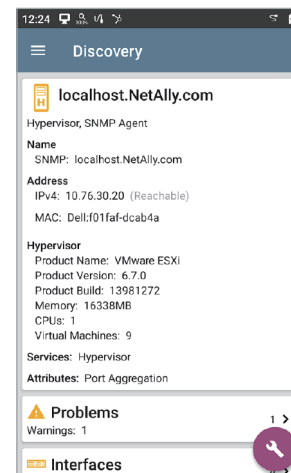 12:24
Discovery
H
localhost.NetAlly.com
Hypervisor, SNMP Agent
Name
SNMP: localhost.NetAlly.com
Address
IPv4: 10.76.30.20 (Reachable)
MAC: Dell:f01faf-dcab4a
Hypervisor
Product Name: VMware ESXi
Product Version: 6.7.0
Product Build: 13981272
Memory: 16338MB
CPUs: 1
Virtual Machines: 9
Services: Hypervisor
Attributes: Port Aggregation
Problems
1
Warnings: 1
Interfaces